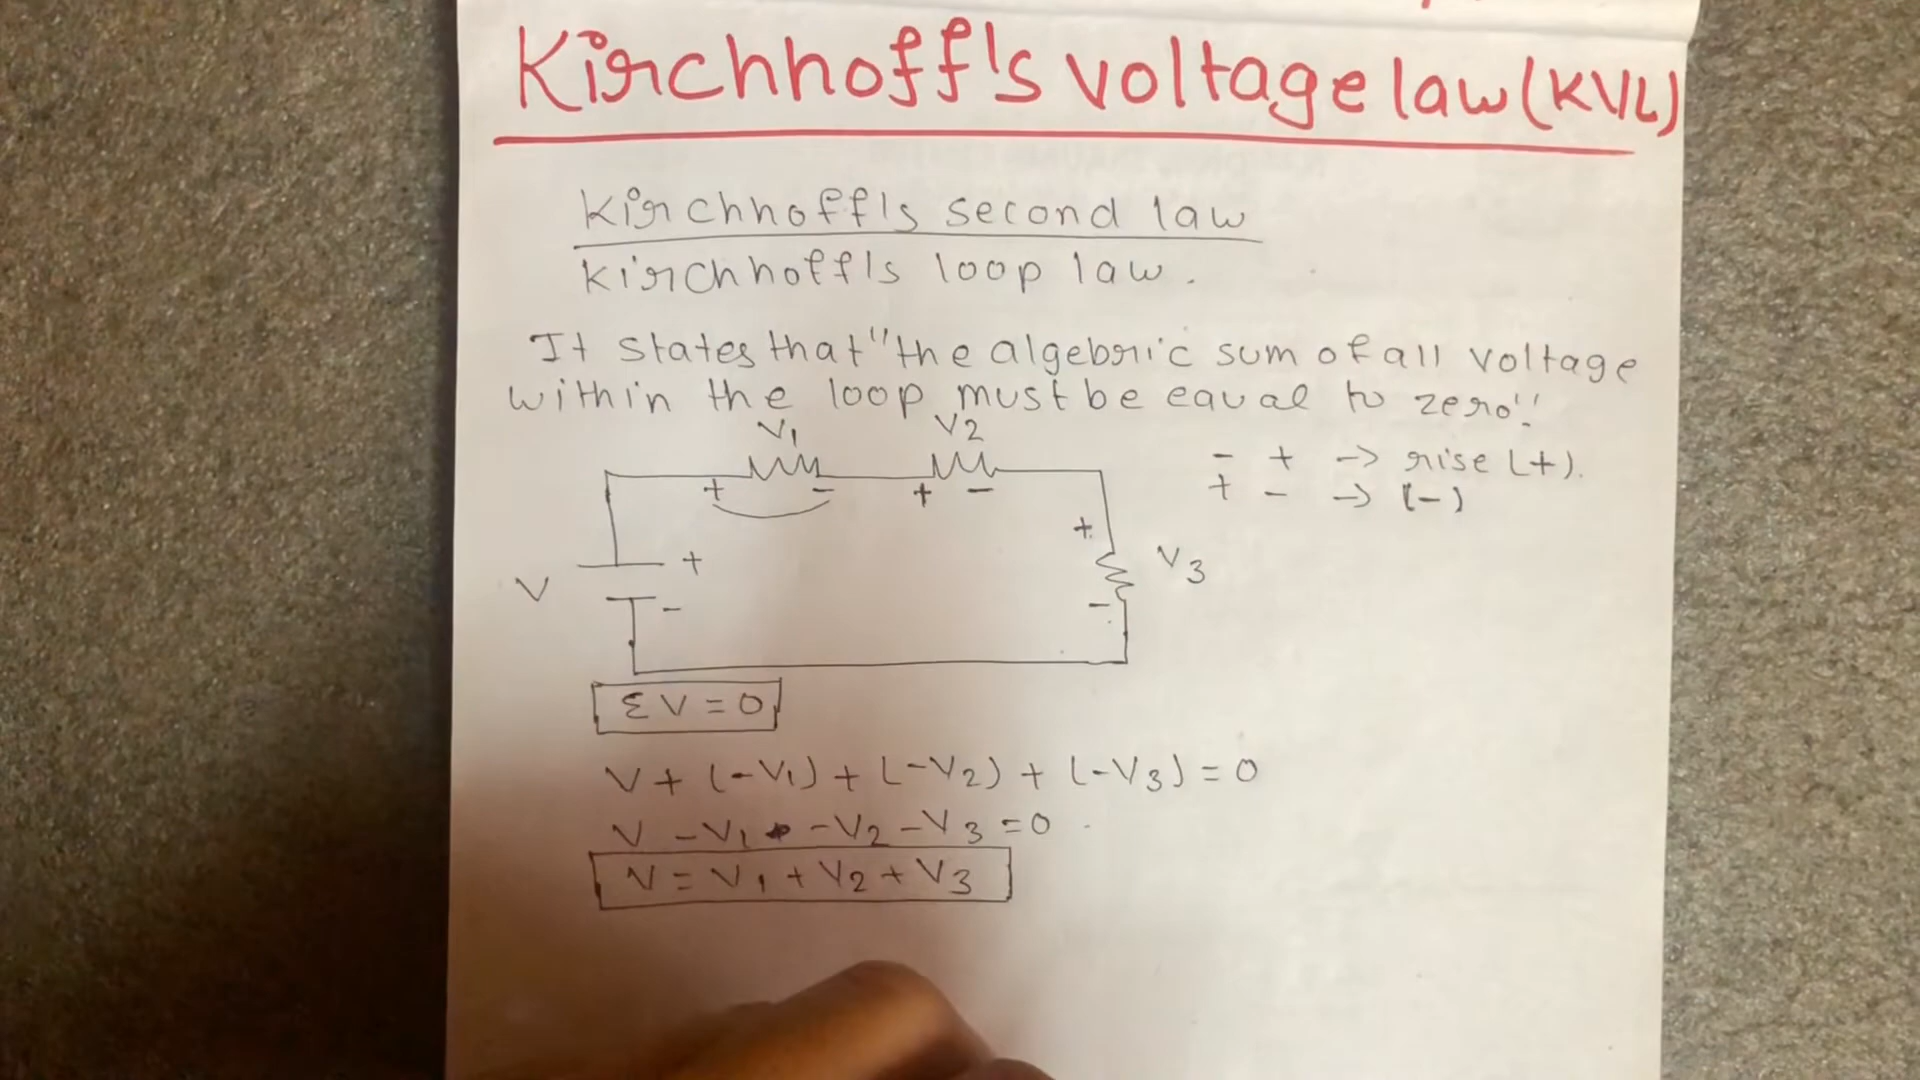 Kirchhoff's voltage law (KVL)
Kirchhoff's second law
Kirchhoff's loop law.
It states that "the algebric sum of all voltage
within the loop must be equal to zero".
V1 V2
- + -> rise (+).
+ - -> (-)
+ - + -
+
V3
-
V
+
-
ΣV=0
V+(-V1)+(-V2)+(-V3)=0
V-V1-V2-V3=0
V=V1+V2+V3